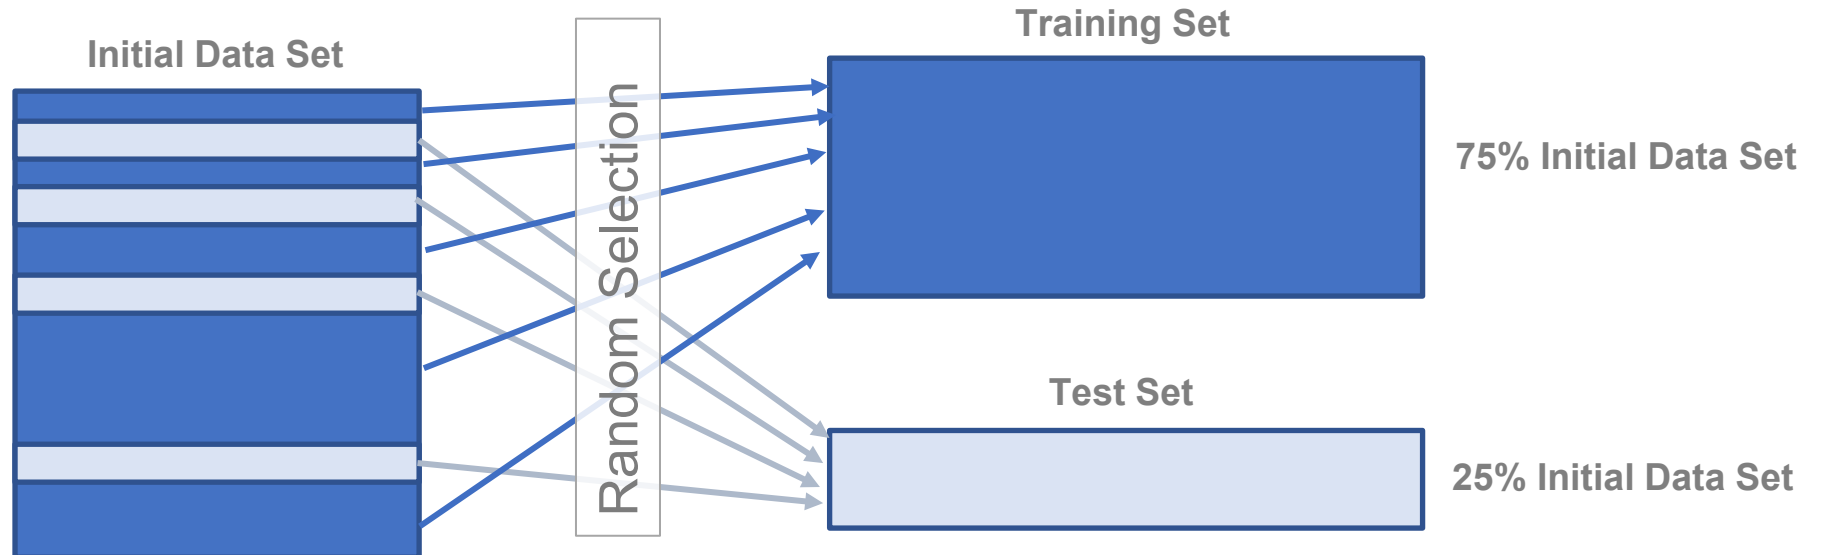 Initial Data Set
Random Selection
Training Set
75% Initial Data Set
Test Set
25% Initial Data Set